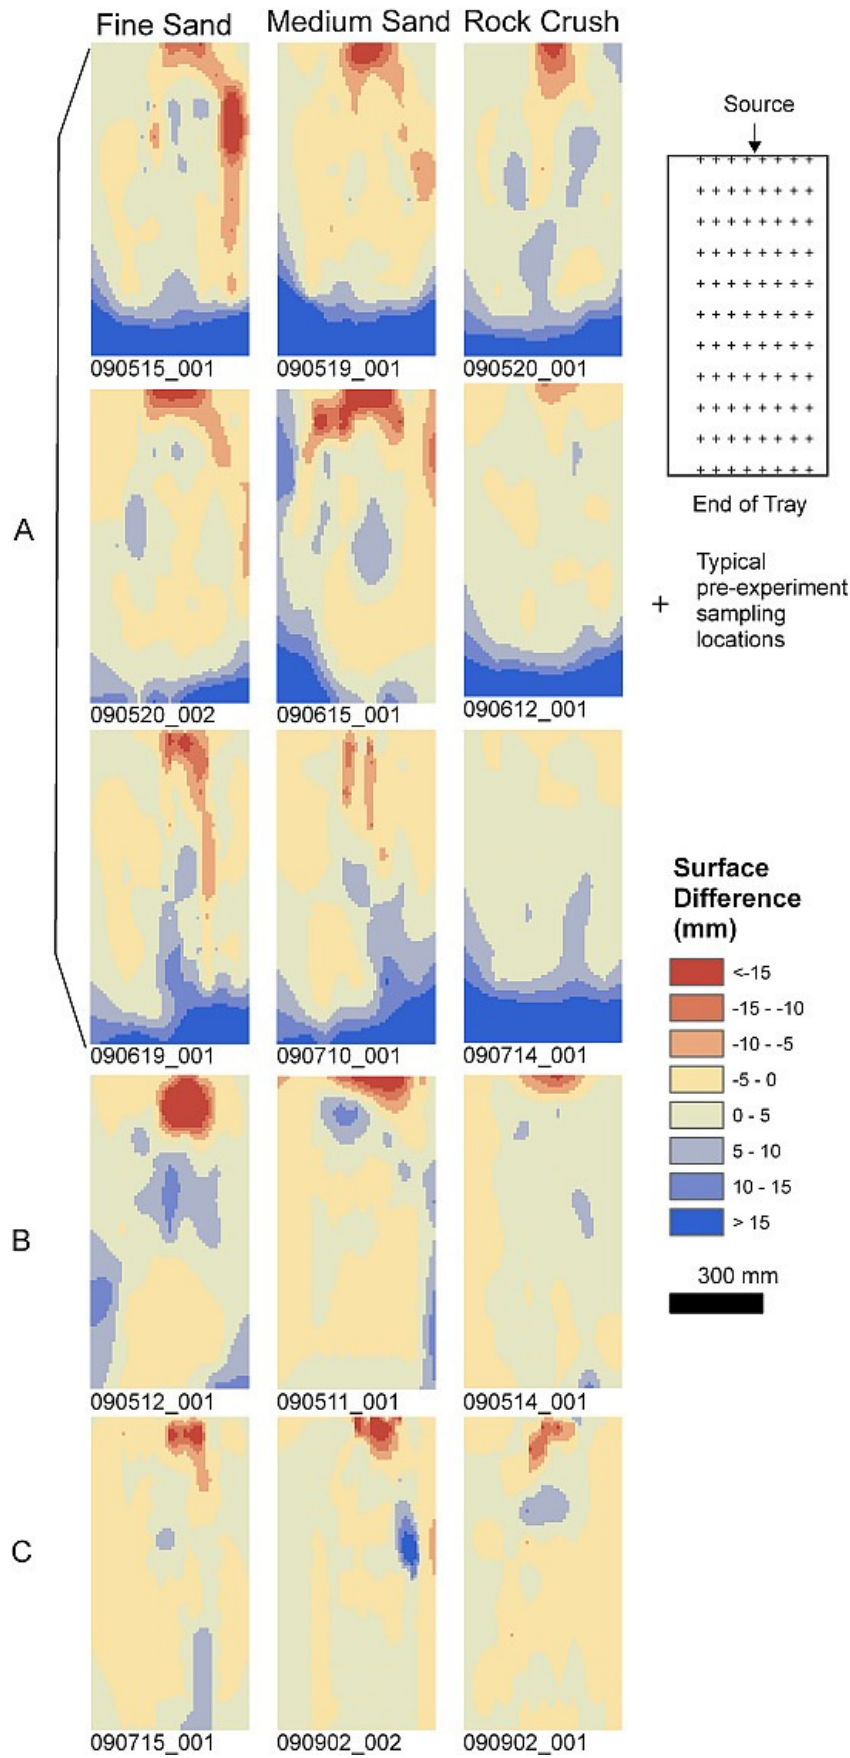 Fine Sand Medium Sand Rock Crush
090515_001 090519_001 090520_001
Source
End of Tray
+ Typical
pre-experiment
sampling
locations
A
090520_002 090615_001 090612_001
090619_001 090710_001 090714_001
Surface
Difference
(mm)
<-15
-15 - -10
-10 - -5
-5 - 0
0 - 5
5 - 10
10 - 15
> 15
300 mm
B
090512_001 090511_001 090514_001
C
090715_001 090902_002 090902_001